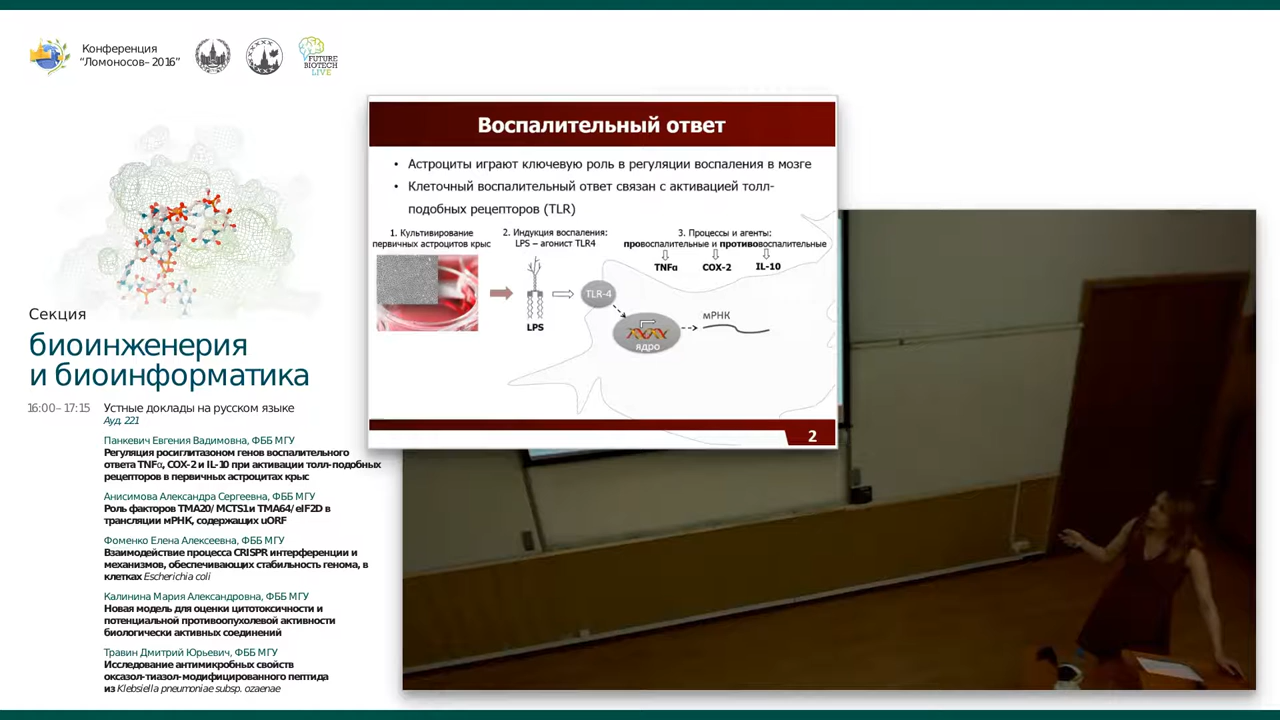 Конференция
“Ломоносов– 2016”
FUTURE
BIOTECH
LIVE
Секция
биоинженерия
и биоинформатика
16:00– 17:15 Устные доклады на русском языке
Ауд. 221
Панкевич Евгения Вадимовна, ФББ МГУ
Регуляция росиглитазоном генов воспалительного
ответа TNFα, COX-2 и IL-10 при активации толл-подобных
рецепторов в первичных астроцитах крыс
Анисимова Александра Сергеевна, ФББ МГУ
Роль факторов TMA20/ MCTS1 и TMA64/ eIF2D в
трансляции мРНК, содержащих uORF
Фоменко Елена Алексеевна, ФББ МГУ
Взаимодействие процесса CRISPR интерференции и
механизмов, обеспечивающих стабильность генома, в
клетках Escherichia coli
Калинина Мария Александровна, ФББ МГУ
Новая модель для оценки цитотоксичности и
потенциальной противоопухолевой активности
биологически активных соединений
Травин Дмитрий Юрьевич, ФББ МГУ
Исследование антимикробных свойств
оксазол-тиазол-модифицированного пептида
из Klebsiella pneumoniae subsp. ozaenae
Воспалительный ответ
• Астроциты играют ключевую роль в регуляции воспаления в мозге
• Клеточный воспалительный ответ связан с активацией толл-
подобных рецепторов (TLR)
1. Культивирование
первичных астроцитов крыс
2. Индукция воспаления:
LPS – агонист TLR4
3. Процессы и агенты:
провоспалительные и противовоспалительные
TNFα COX-2 IL-10
TLR-4
LPS
мРНК
ядро
2